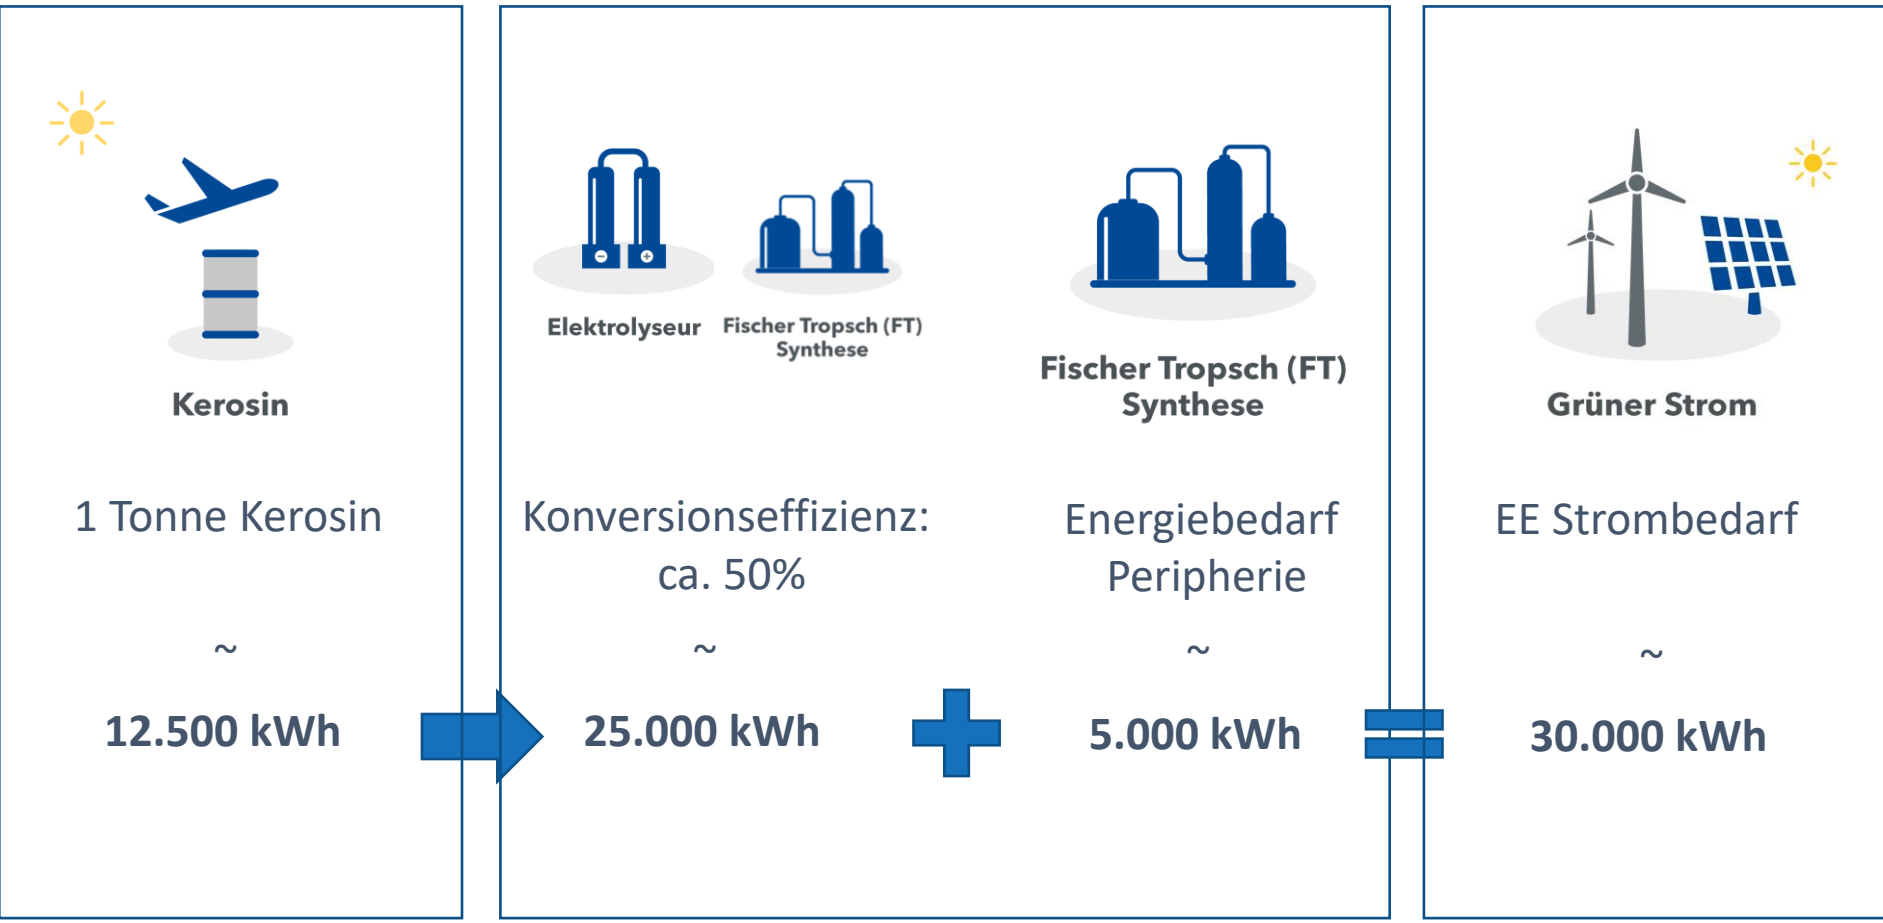 Kerosin
1 Tonne Kerosin
~
12.500 kWh
Elektrolyseur
Fischer Tropsch (FT)
Synthese
Konversionseffizienz:
ca. 50%
~
25.000 kWh
Fischer Tropsch (FT)
Synthese
Energiebedarf
Peripherie
~
5.000 kWh
Grüner Strom
EE Strombedarf
~
30.000 kWh